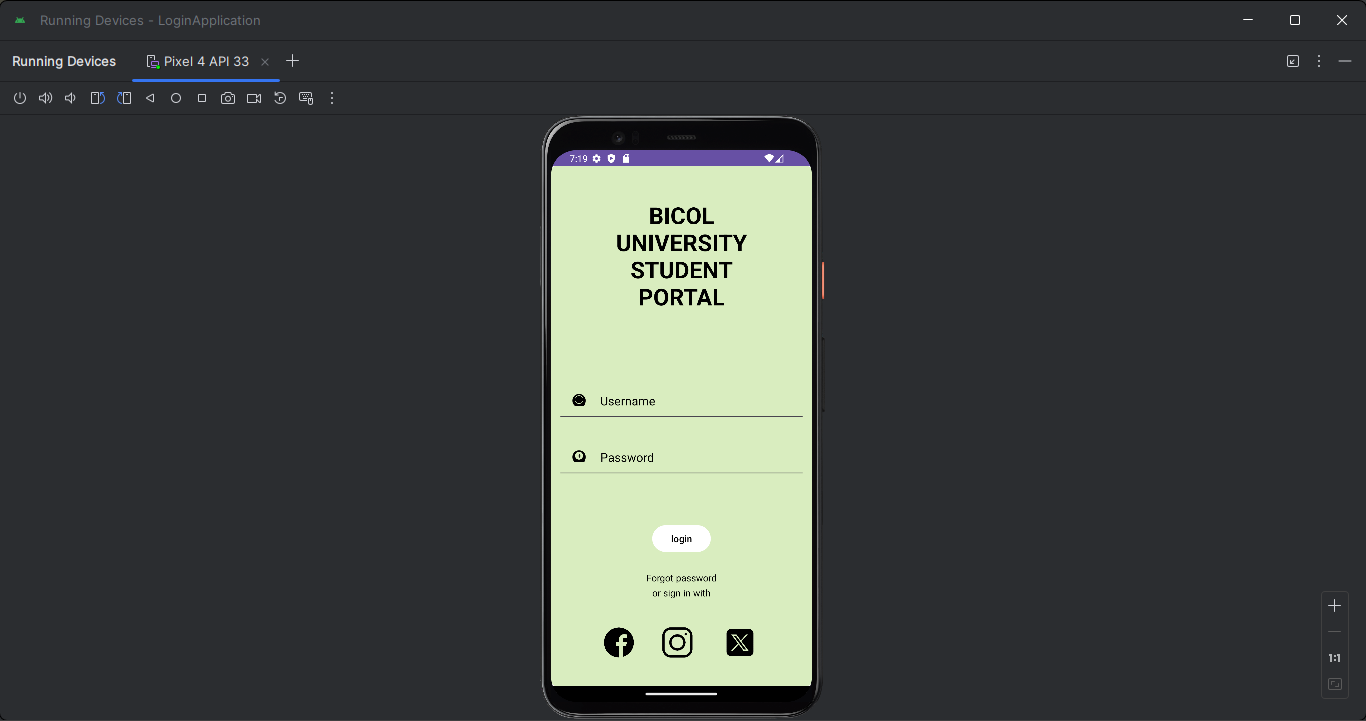 Running Devices - LoginApplication
Running Devices
Pixel 4 API 33
7:19
BICOL
UNIVERSITY
STUDENT
PORTAL
Username
Password
login
Forgot password
or sign in with
1:1